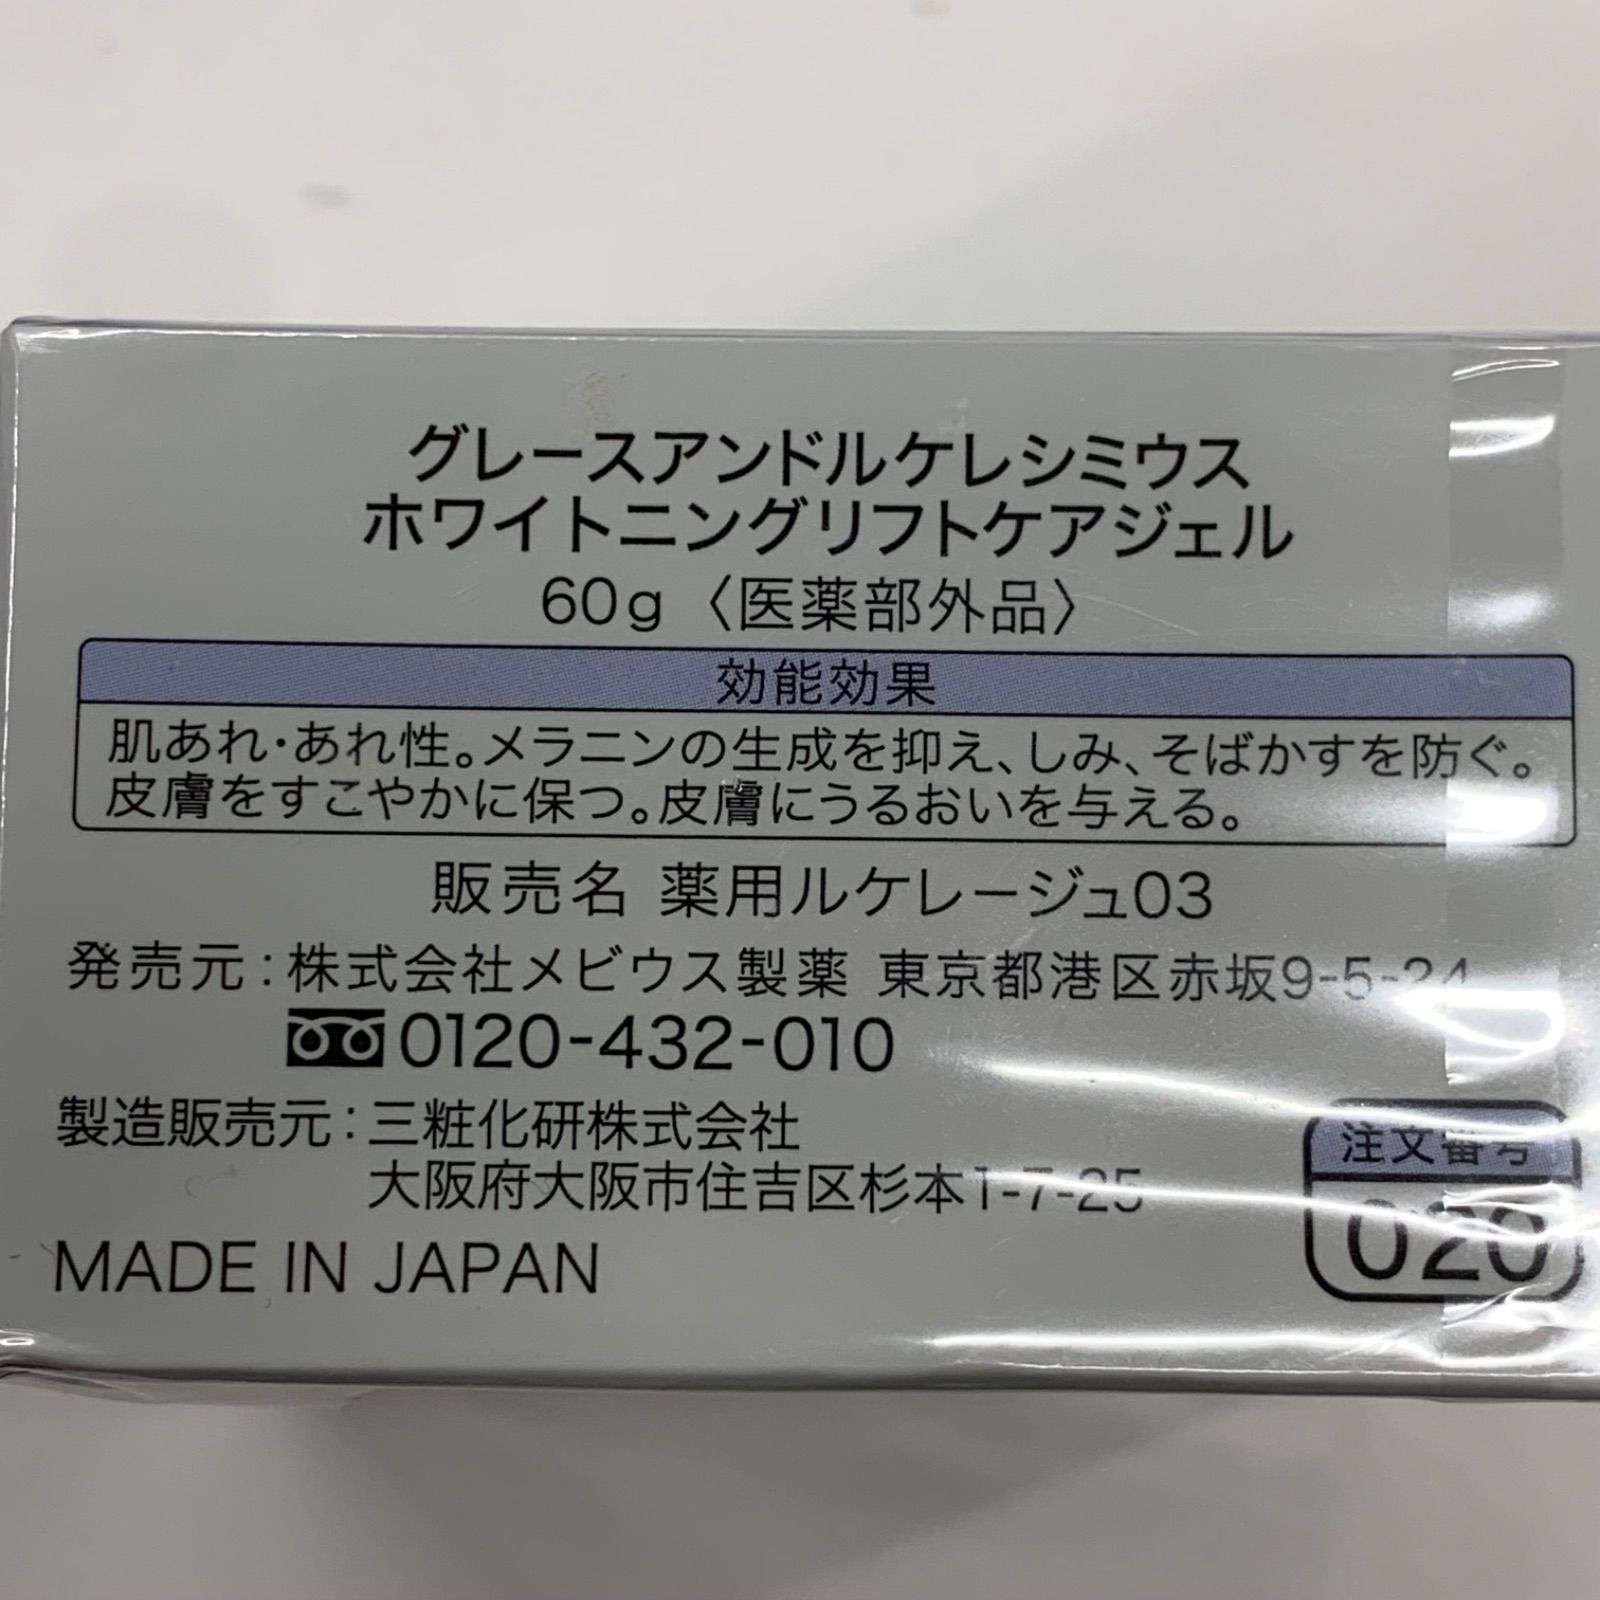 グレースアンドルケレシミウス
ホワイトニングリフトケアジェル
60g〈医薬部外品〉
効能効果
肌あれ・あれ性。メラニンの生成を抑え、しみ、そばかすを防ぐ。
皮膚をすこやかに保つ。皮膚にうるおいを与える。
販売名 薬用ルケレージュ03
発売元：株式会社メビウス製薬 東京都港区赤坂9-5-24
0120-432-010
製造販売元：三粧化研株式会社
大阪府大阪市住吉区杉本1-7-25
注文番号
020
MADE IN JAPAN